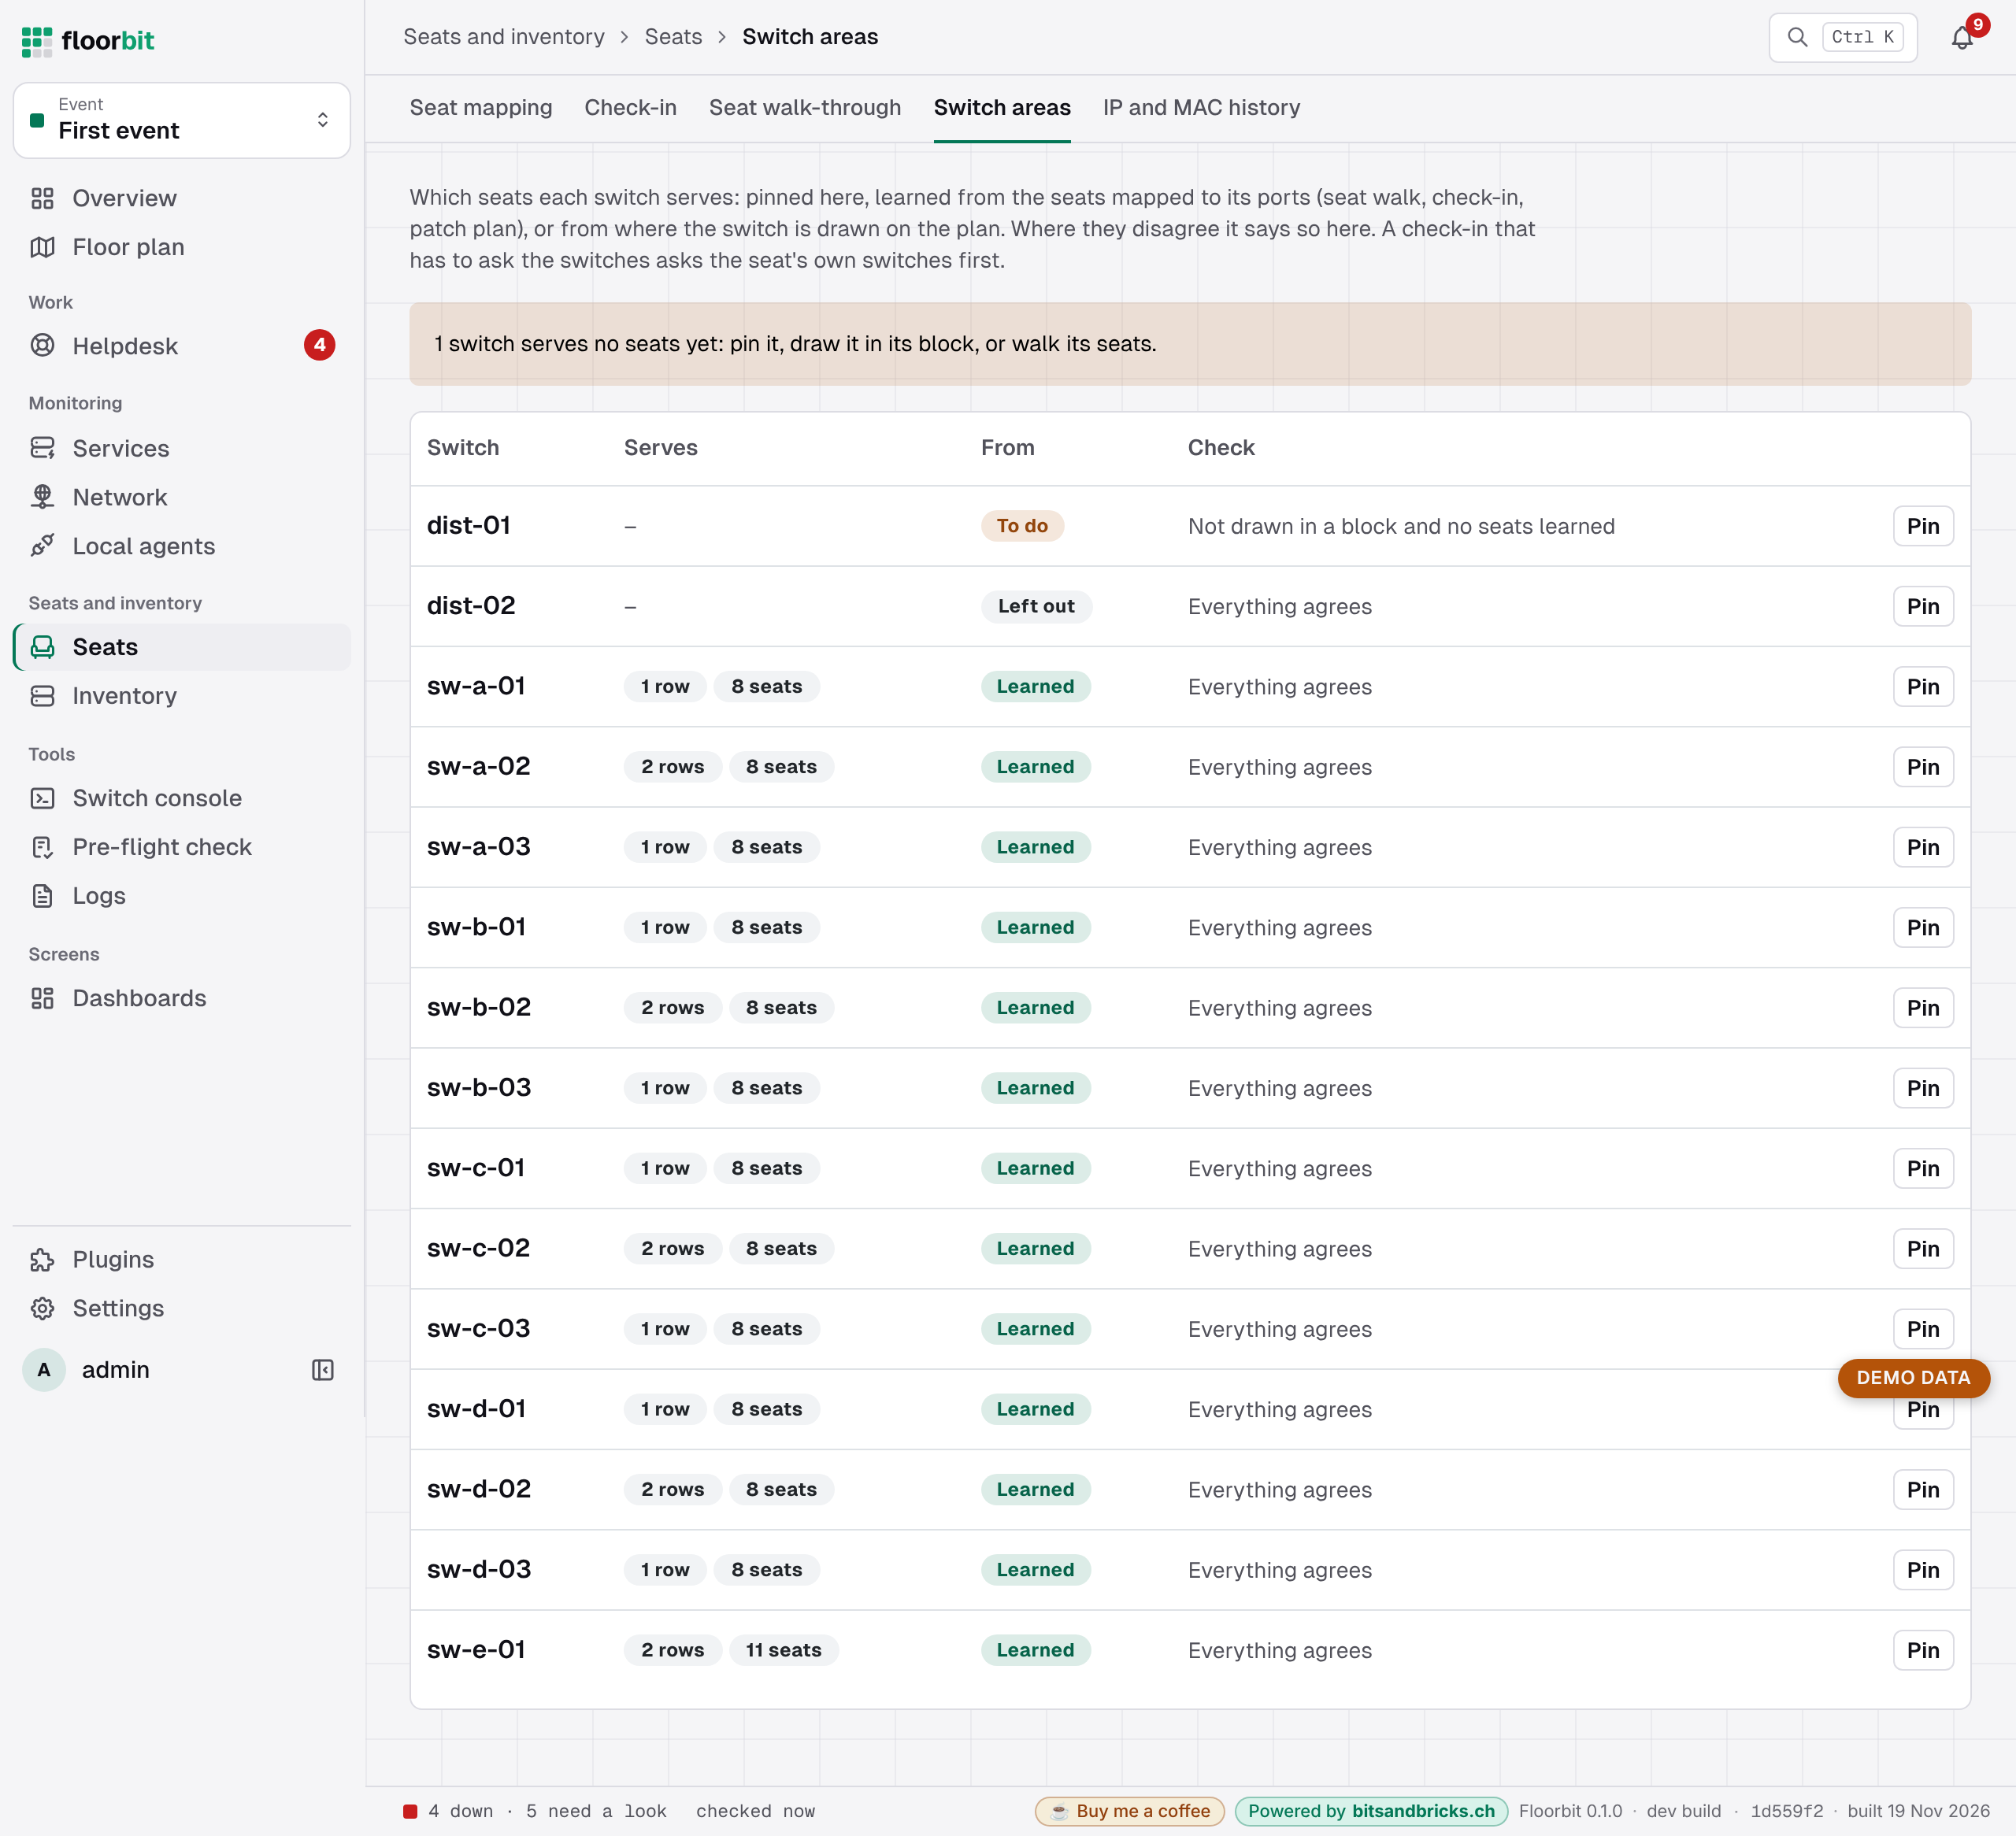 floorbit
Event
First event
Overview
Floor plan
Work
Helpdesk 4
Monitoring
Services
Network
Local agents
Seats and inventory
Seats
Inventory
Tools
Switch console
Pre-flight check
Logs
Screens
Dashboards
Plugins
Settings
A admin
Seats and inventory > Seats > Switch areas
Ctrl K
9
Seat mapping Check-in Seat walk-through Switch areas IP and MAC history
Which seats each switch serves: pinned here, learned from the seats mapped to its ports (seat walk, check-in,
patch plan), or from where the switch is drawn on the plan. Where they disagree it says so here. A check-in that
has to ask the switches asks the seat's own switches first.
1 switch serves no seats yet: pin it, draw it in its block, or walk its seats.
Switch Serves From Check
dist-01 – To do Not drawn in a block and no seats learned Pin
dist-02 – Left out Everything agrees Pin
sw-a-01 1 row 8 seats Learned Everything agrees Pin
sw-a-02 2 rows 8 seats Learned Everything agrees Pin
sw-a-03 1 row 8 seats Learned Everything agrees Pin
sw-b-01 1 row 8 seats Learned Everything agrees Pin
sw-b-02 2 rows 8 seats Learned Everything agrees Pin
sw-b-03 1 row 8 seats Learned Everything agrees Pin
sw-c-01 1 row 8 seats Learned Everything agrees Pin
sw-c-02 2 rows 8 seats Learned Everything agrees Pin
sw-c-03 1 row 8 seats Learned Everything agrees Pin
DEMO DATA
sw-d-01 1 row 8 seats Learned Everything agrees Pin
sw-d-02 2 rows 8 seats Learned Everything agrees Pin
sw-d-03 1 row 8 seats Learned Everything agrees Pin
sw-e-01 2 rows 11 seats Learned Everything agrees Pin
4 down · 5 need a look checked now
Buy me a coffee Powered by bitsandbricks.ch Floorbit 0.1.0 · dev build · 1d559f2 · built 19 Nov 2026